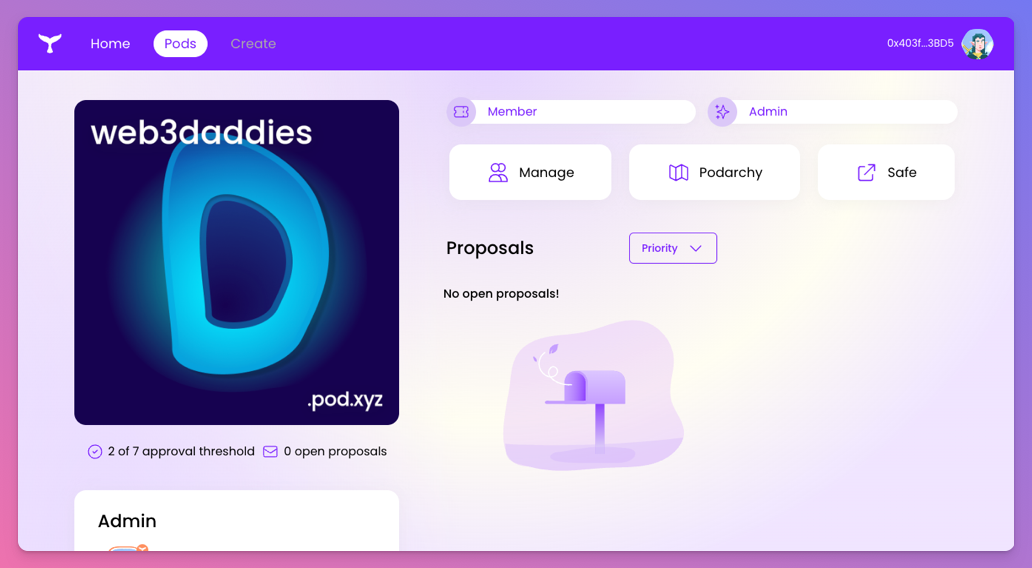 Home
Pods
Create
0x403f...3BD5
web3daddies
.pod.xyz
2 of 7 approval threshold
0 open proposals
Admin
Member
Admin
Manage
Podarchy
Safe
Proposals
Priority
No open proposals!